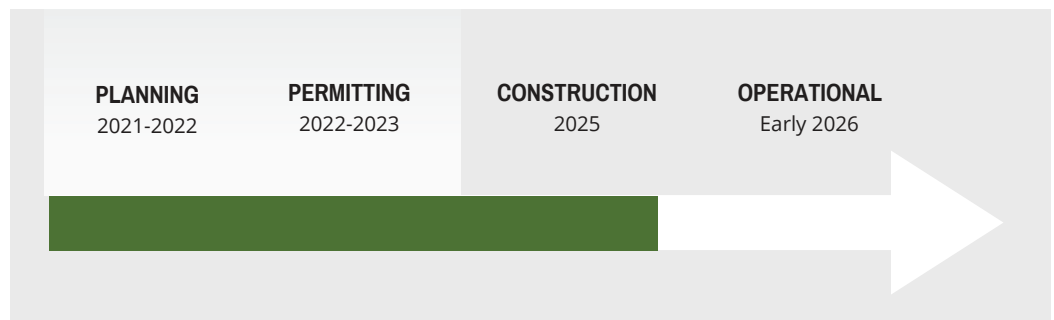 PLANNING
2021-2022
PERMITTING
2022-2023
CONSTRUCTION
2025
OPERATIONAL
Early 2026